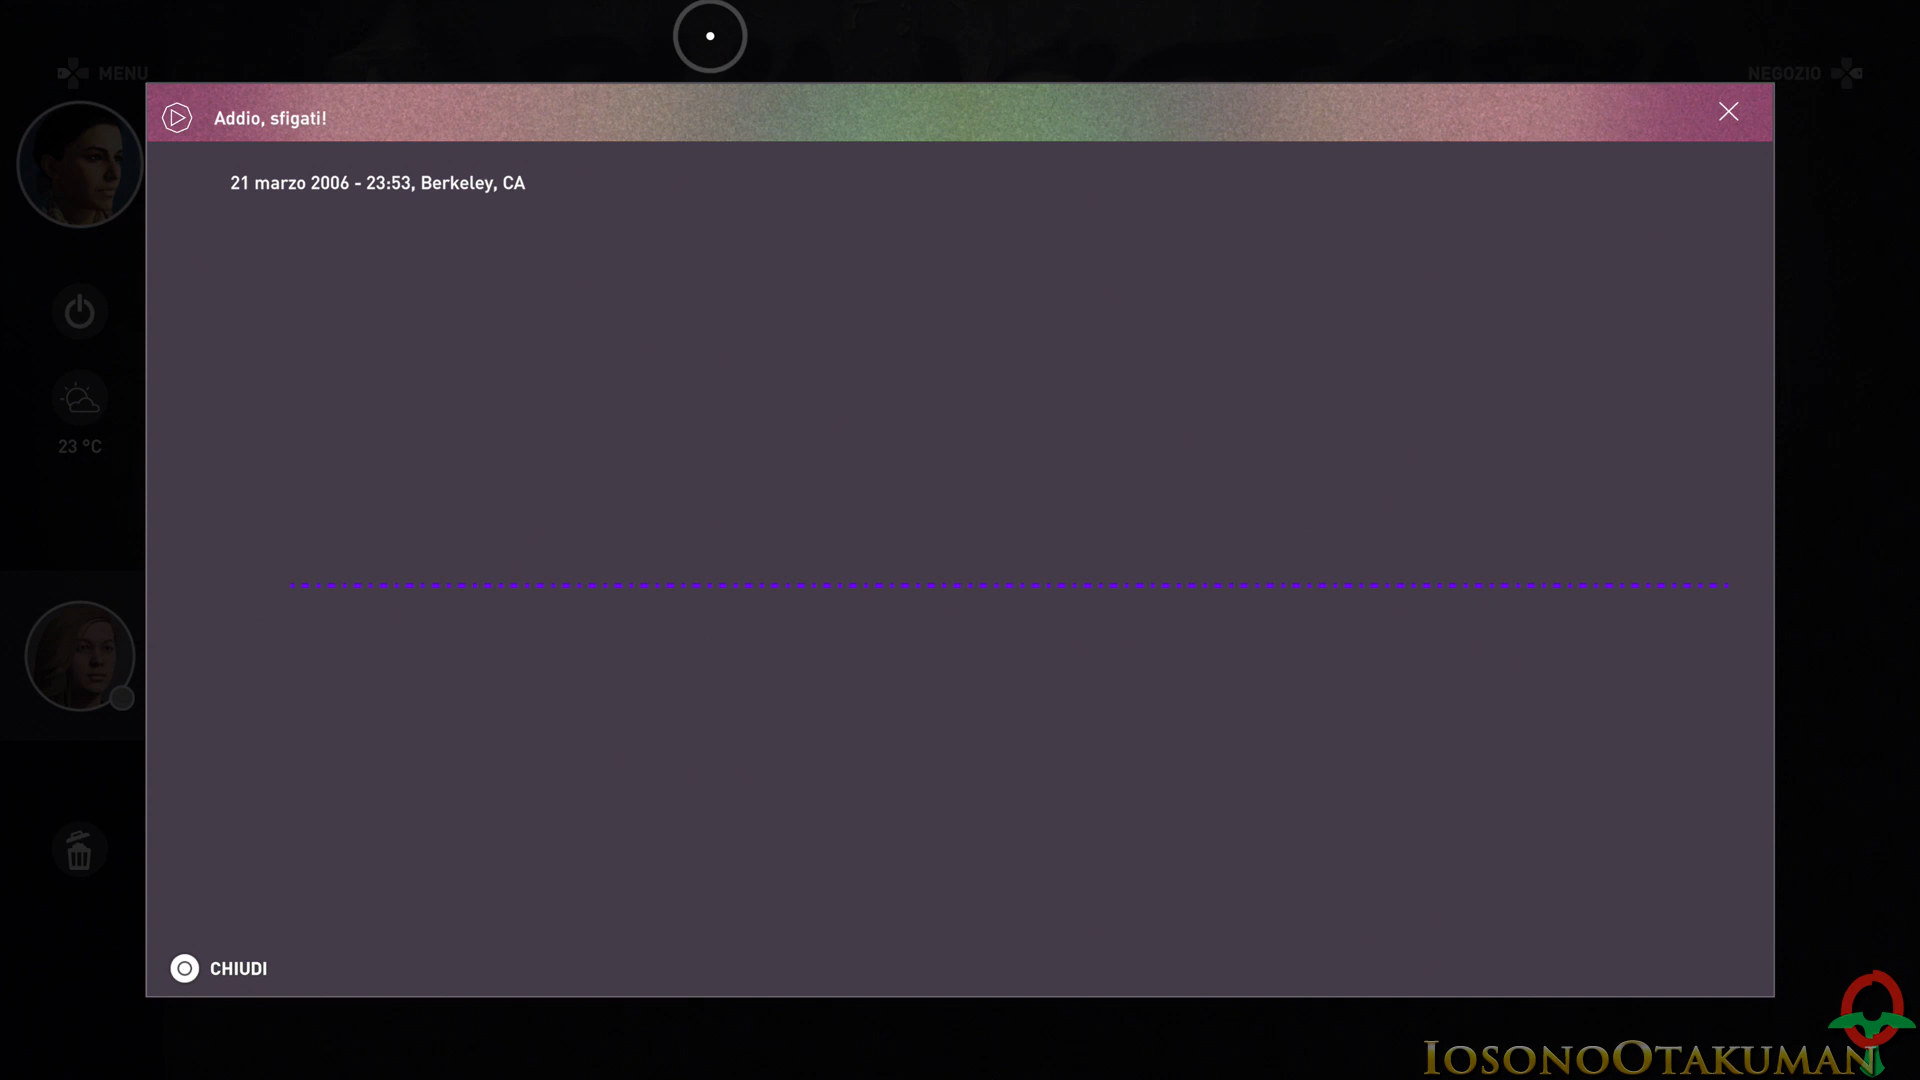 MENU
NEGOZIO
Addio, sfigati!
21 marzo 2006 - 23:53, Berkeley, CA
23 °C
CHIUDI
IOSONOOTAKUMAN